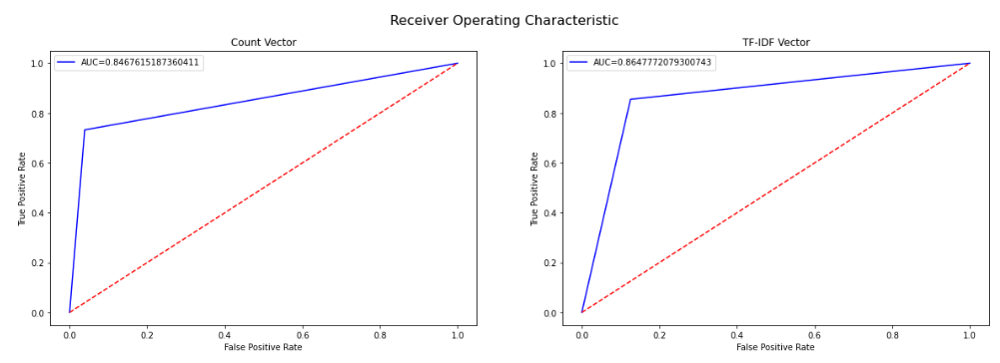 Receiver Operating Characteristic
Count Vector
AUC=0.8467615187360411
True Positive Rate
1.0
0.8
0.6
0.4
0.2
0.0
0.0 0.2 0.4 0.6 0.8 1.0
False Positive Rate
TF-IDF Vector
AUC=0.8647772079300743
True Positive Rate
1.0
0.8
0.6
0.4
0.2
0.0
0.0 0.2 0.4 0.6 0.8 1.0
False Positive Rate